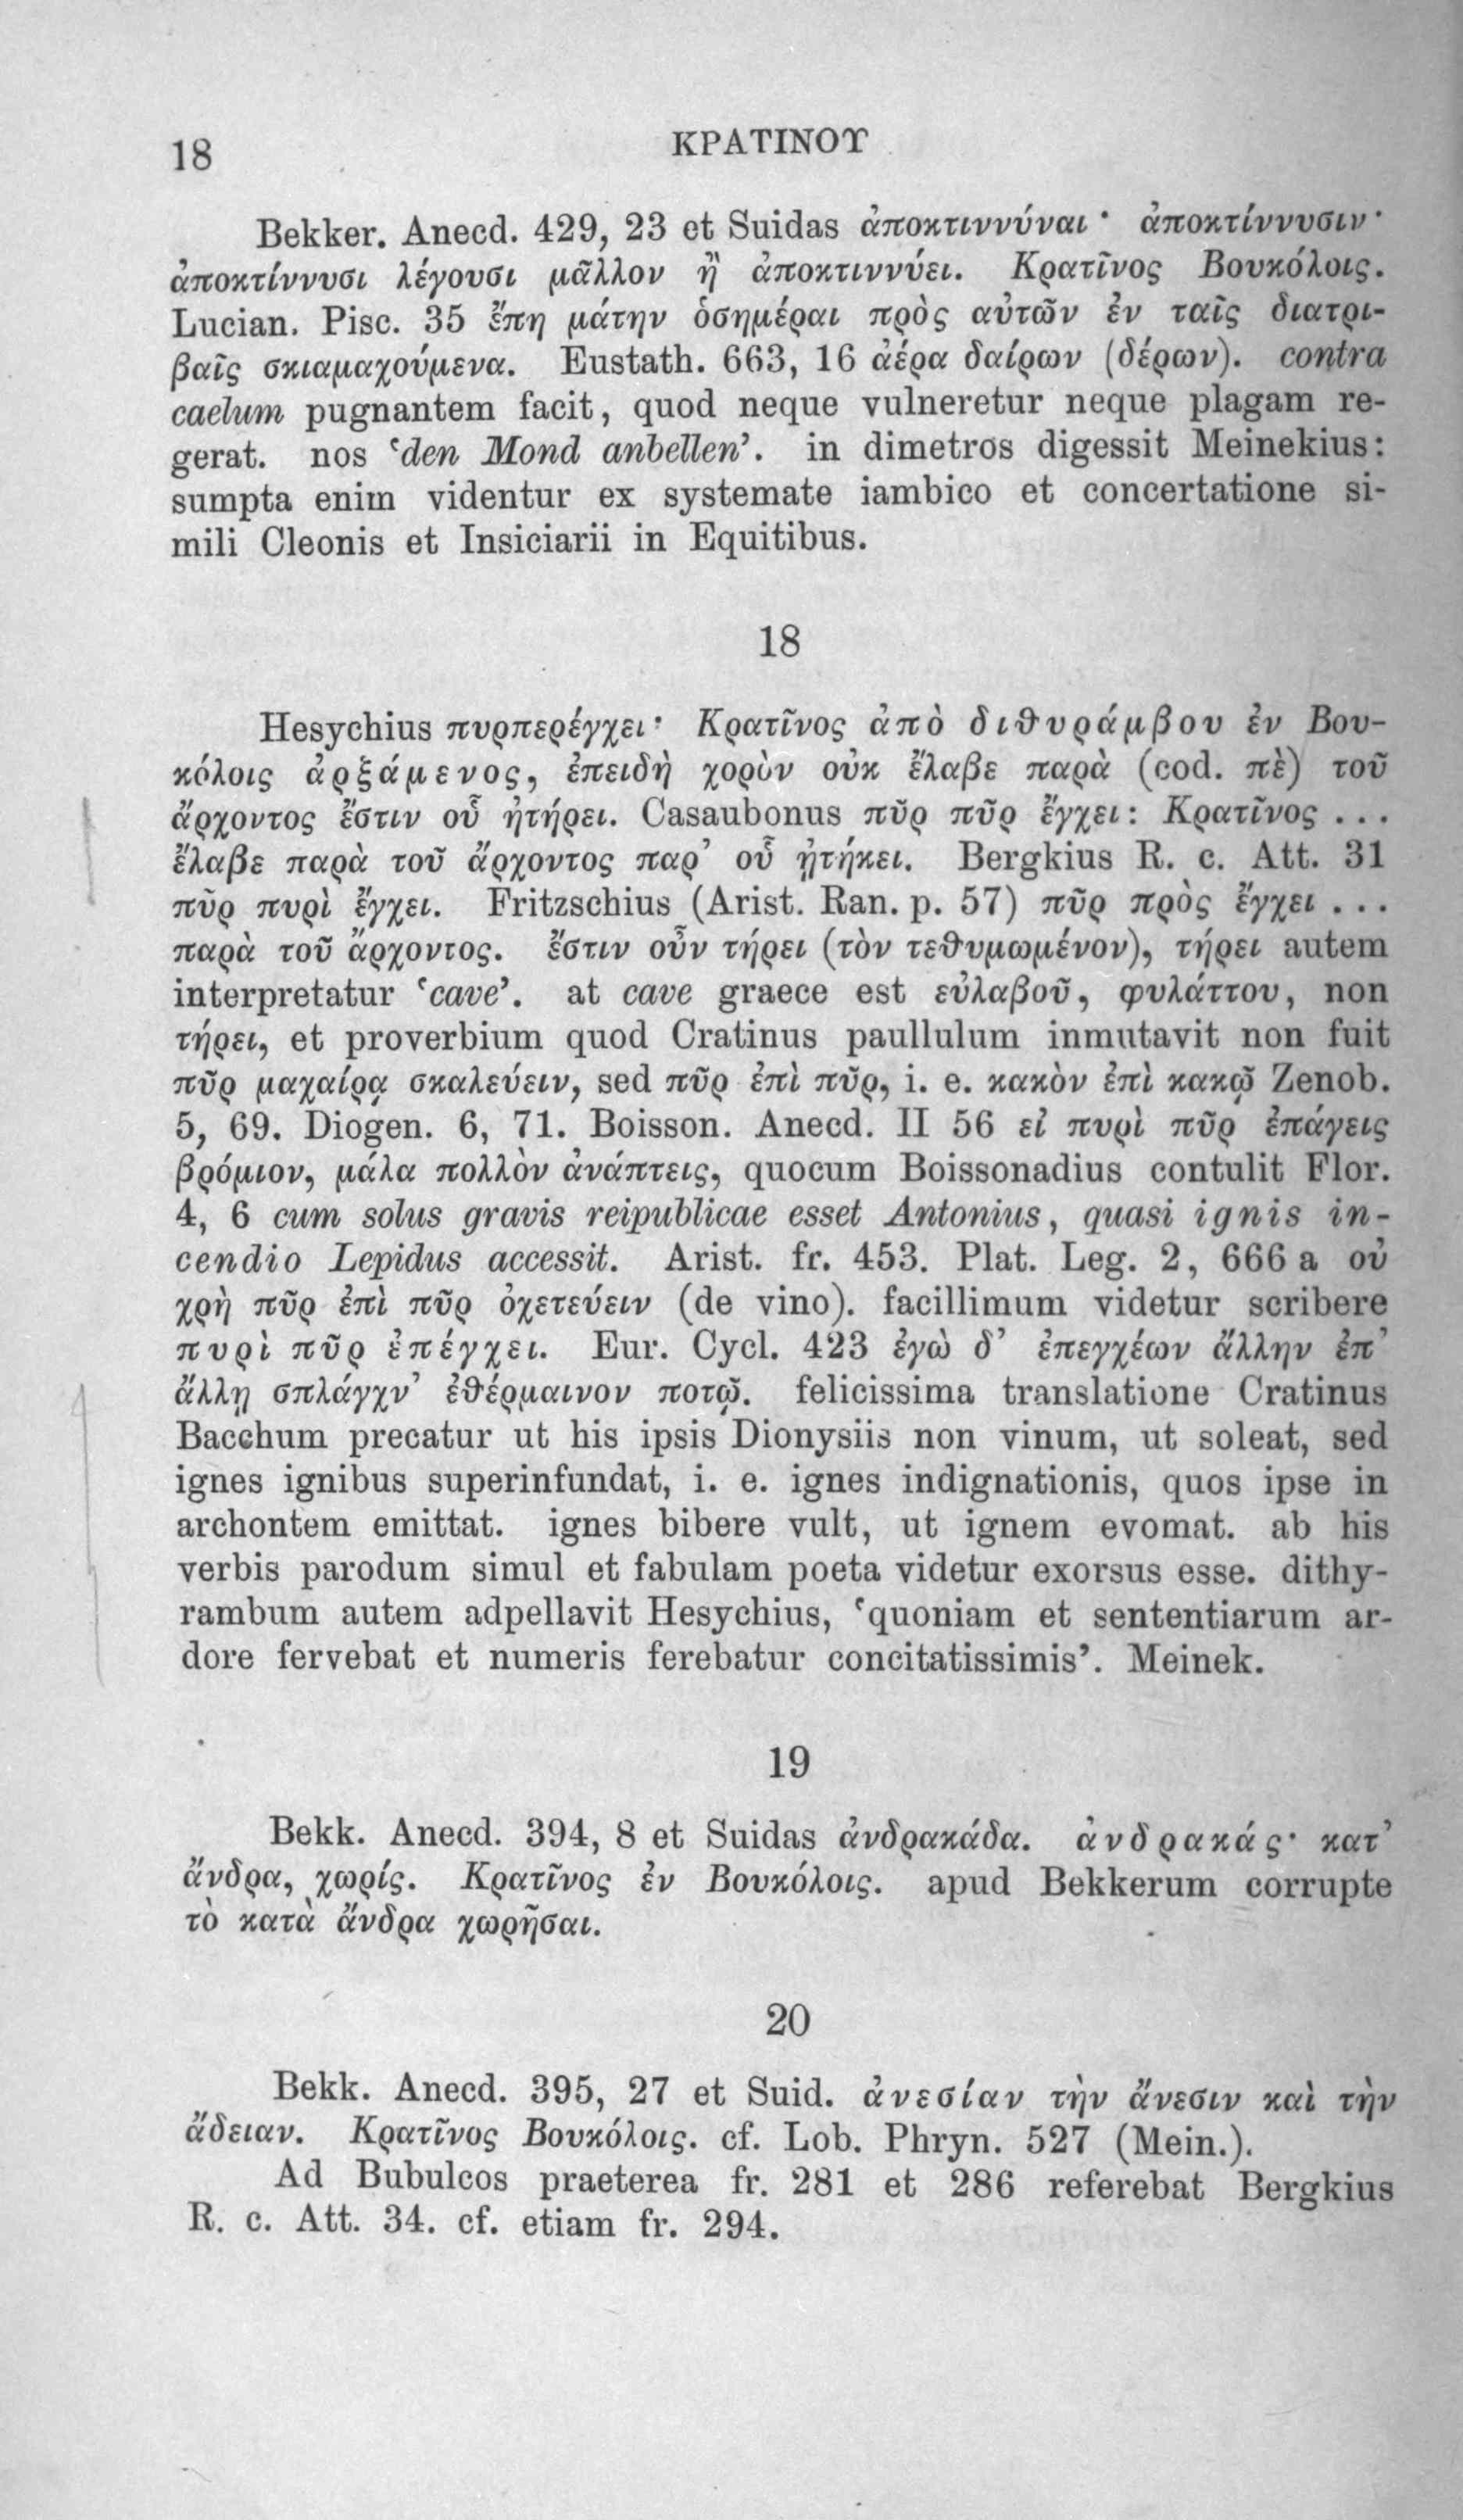 18
ΚΡΑΤΙΝΟΥ
Bekker. Anecd. 429, 23 et Suidas ἀποκτιννύναι· ἀποκτίννυσιν·
ἀποκτίννυσι λέγουσι μᾶλλον ἢ ἀποκτιννύει. Κρατῖνος Βουκόλοις.
Lucian. Pisc. 35 ἔπη μάτην ὁσημέραι πρὸς αὐτῶν ἐν ταῖς διατρι-
βαῖς σκιαμαχούμενα. Eustath. 663, 16 ἀέρα δαίρων (δέρων). contra
caelum pugnantem facit, quod neque vulneretur neque plagam re-
gerat. nos ‘den Mond anbellen’. in dimetros digessit Meinekius:
sumpta enim videntur ex systemate iambico et concertatione si-
mili Cleonis et Insiciarii in Equitibus.
18
Hesychius πυρπερέγχει· Κρατῖνος ἀπὸ διθυράμβου ἐν Βου-
κόλοις ἀρξάμενος, ἐπειδὴ χορὸν οὐκ ἔλαβε παρὰ (cod. πὲ) τοῦ
ἄρχοντος ἔστιν οὗ ἠτήρει. Casaubonus πῦρ πῦρ ἔγχει: Κρατῖνος ...
ἔλαβε παρὰ τοῦ ἄρχοντος παρ’ οὗ ᾐτήκει. Bergkius R. c. Att. 31
πῦρ πυρὶ ἔγχει. Fritzschius (Arist. Ran. p. 57) πῦρ πρὸς ἔγχει ...
παρὰ τοῦ ἄρχοντος. ἔστιν οὖν τήρει (τὸν τεθυμωμένον), τήρει autem
interpretatur ‘cave’. at cave graece est εὐλαβοῦ, φυλάττου, non
τήρει, et proverbium quod Cratinus paullulum inmutavit non fuit
πῦρ μαχαίρᾳ σκαλεύειν, sed πῦρ ἐπὶ πῦρ, i. e. κακὸν ἐπὶ κακῷ Zenob.
5, 69. Diogen. 6, 71. Boisson. Anecd. II 56 εἰ πυρὶ πῦρ ἐπάγεις
βρόμιον, μάλα πολλὸν ἀνάπτεις, quocum Boissonadius contulit Flor.
4, 6 cum solus gravis reipublicae esset Antonius, quasi ignis in-
cendio Lepidus accessit. Arist. fr. 453. Plat. Leg. 2, 666 a οὐ
χρὴ πῦρ ἐπὶ πῦρ ὀχετεύειν (de vino). facillimum videtur scribere
πυρὶ πῦρ ἐπέγχει. Eur. Cycl. 423 ἐγὼ δ’ ἐπεγχέων ἄλλην ἐπ’
ἄλλῃ σπλάγχν’ ἐθέρμαινον ποτῷ. felicissima translatione Cratinus
Bacchum precatur ut his ipsis Dionysiis non vinum, ut soleat, sed
ignes ignibus superinfundat, i. e. ignes indignationis, quos ipse in
archontem emittat. ignes bibere vult, ut ignem evomat. ab his
verbis parodum simul et fabulam poeta videtur exorsus esse. dithy-
rambum autem adpellavit Hesychius, ‘quoniam et sententiarum ar-
dore fervebat et numeris ferebatur concitatissimis’. Meinek.
19
Bekk. Anecd. 394, 8 et Suidas ἀνδρακάδα. ἀνδρακάς· κατ’
ἄνδρα, χωρίς. Κρατῖνος ἐν Βουκόλοις. apud Bekkerum corrupte
τὸ κατὰ ἄνδρα χωρῆσαι.
20
Bekk. Anecd. 395, 27 et Suid. ἀνεσίαν τὴν ἄνεσιν καὶ τὴν
ἄδειαν. Κρατῖνος Βουκόλοις. cf. Lob. Phryn. 527 (Mein.).
Ad Bubulcos praeterea fr. 281 et 286 referebat Bergkius
R. c. Att. 34. cf. etiam fr. 294.